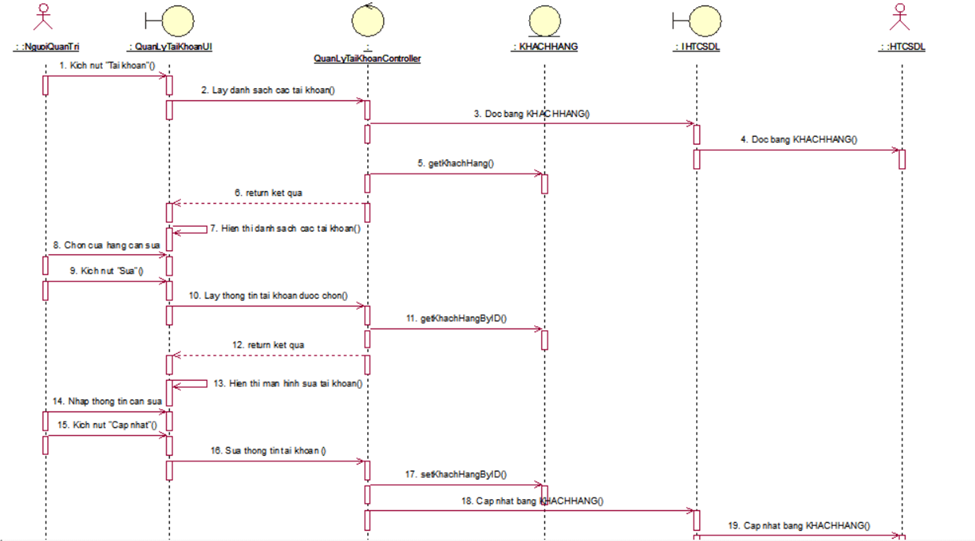 : :NguoiQuanTri
: QuanLyTaiKhoanUI
:
QuanLyTaiKhoanController
: KHACHHANG
: IHTCSDL
: :HTCSDL
1. Kich nut "Tai khoan"()
2. Lay danh sach cac tai khoan()
3. Doc bang KHACHHANG()
4. Doc bang KHACHHANG()
5. getKhachHang()
6. return ket qua
7. Hien thi danh sach cac tai khoan()
8. Chon cua hang can sua
9. Kich nut "Sua"()
10. Lay thong tin tai khoan duoc chon()
11. getKhachHangByID()
12. return ket qua
13. Hien thi man hinh sua tai khoan()
14. Nhap thong tin can sua
15. Kich nut "Cap nhat"()
16. Sua thong tin tai khoan ()
17. setKhachHangByID()
18. Cap nhat bang KHACHHANG()
19. Cap nhat bang KHACHHANG()